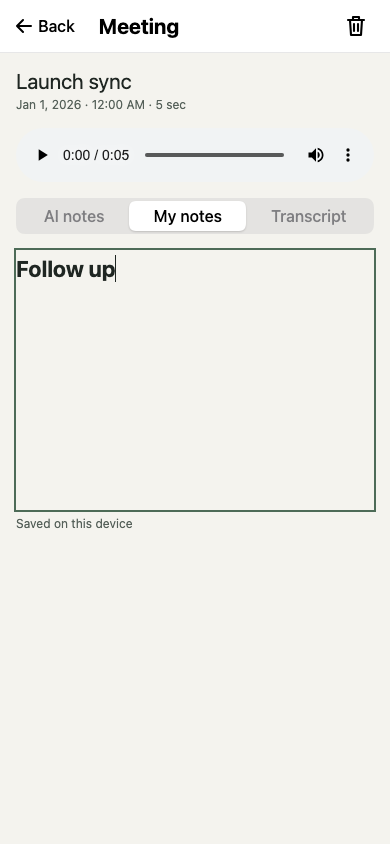 Back Meeting
Launch sync
Jan 1, 2026 · 12:00 AM · 5 sec
0:00 / 0:05
AI notes My notes Transcript
Follow up
Saved on this device